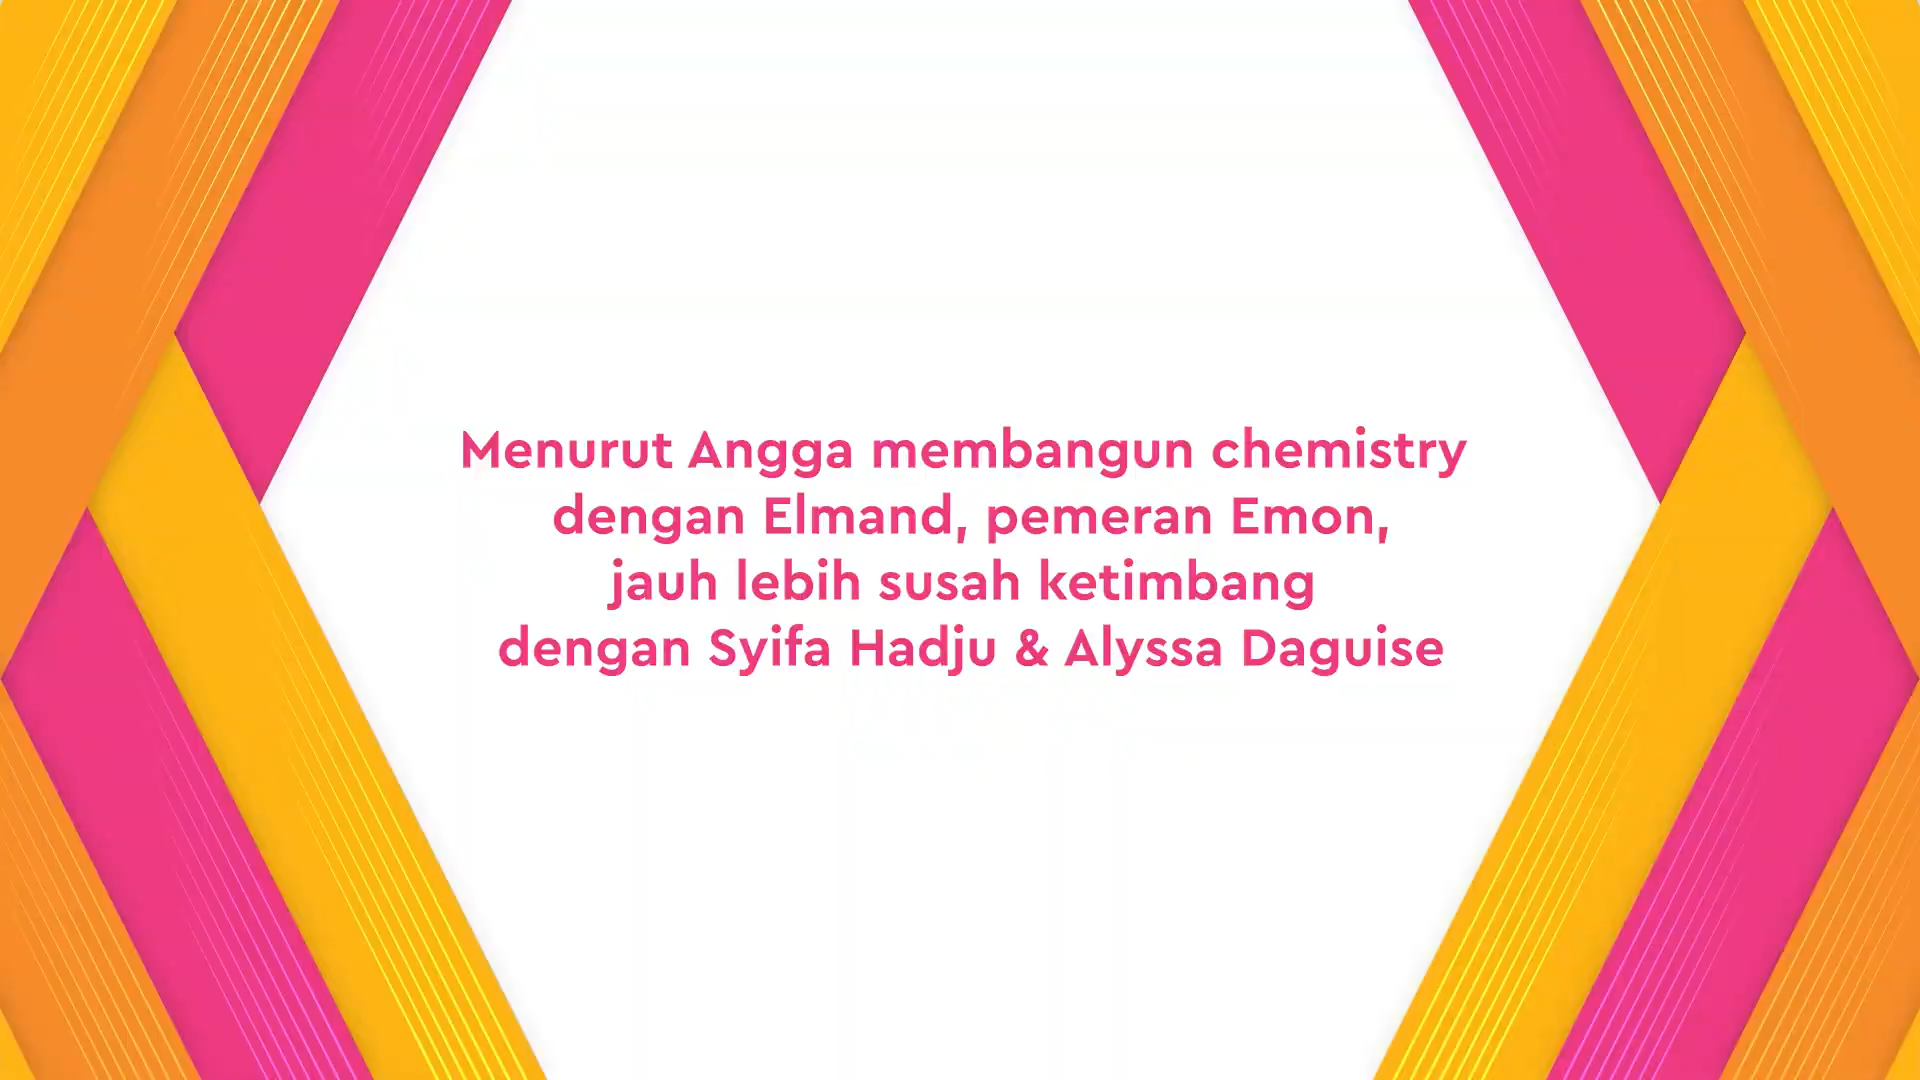 Menurut Angga membangun chemistry
dengan Elmand, pemeran Emon,
jauh lebih susah ketimbang
dengan Syifa Hadju & Alyssa Daguise